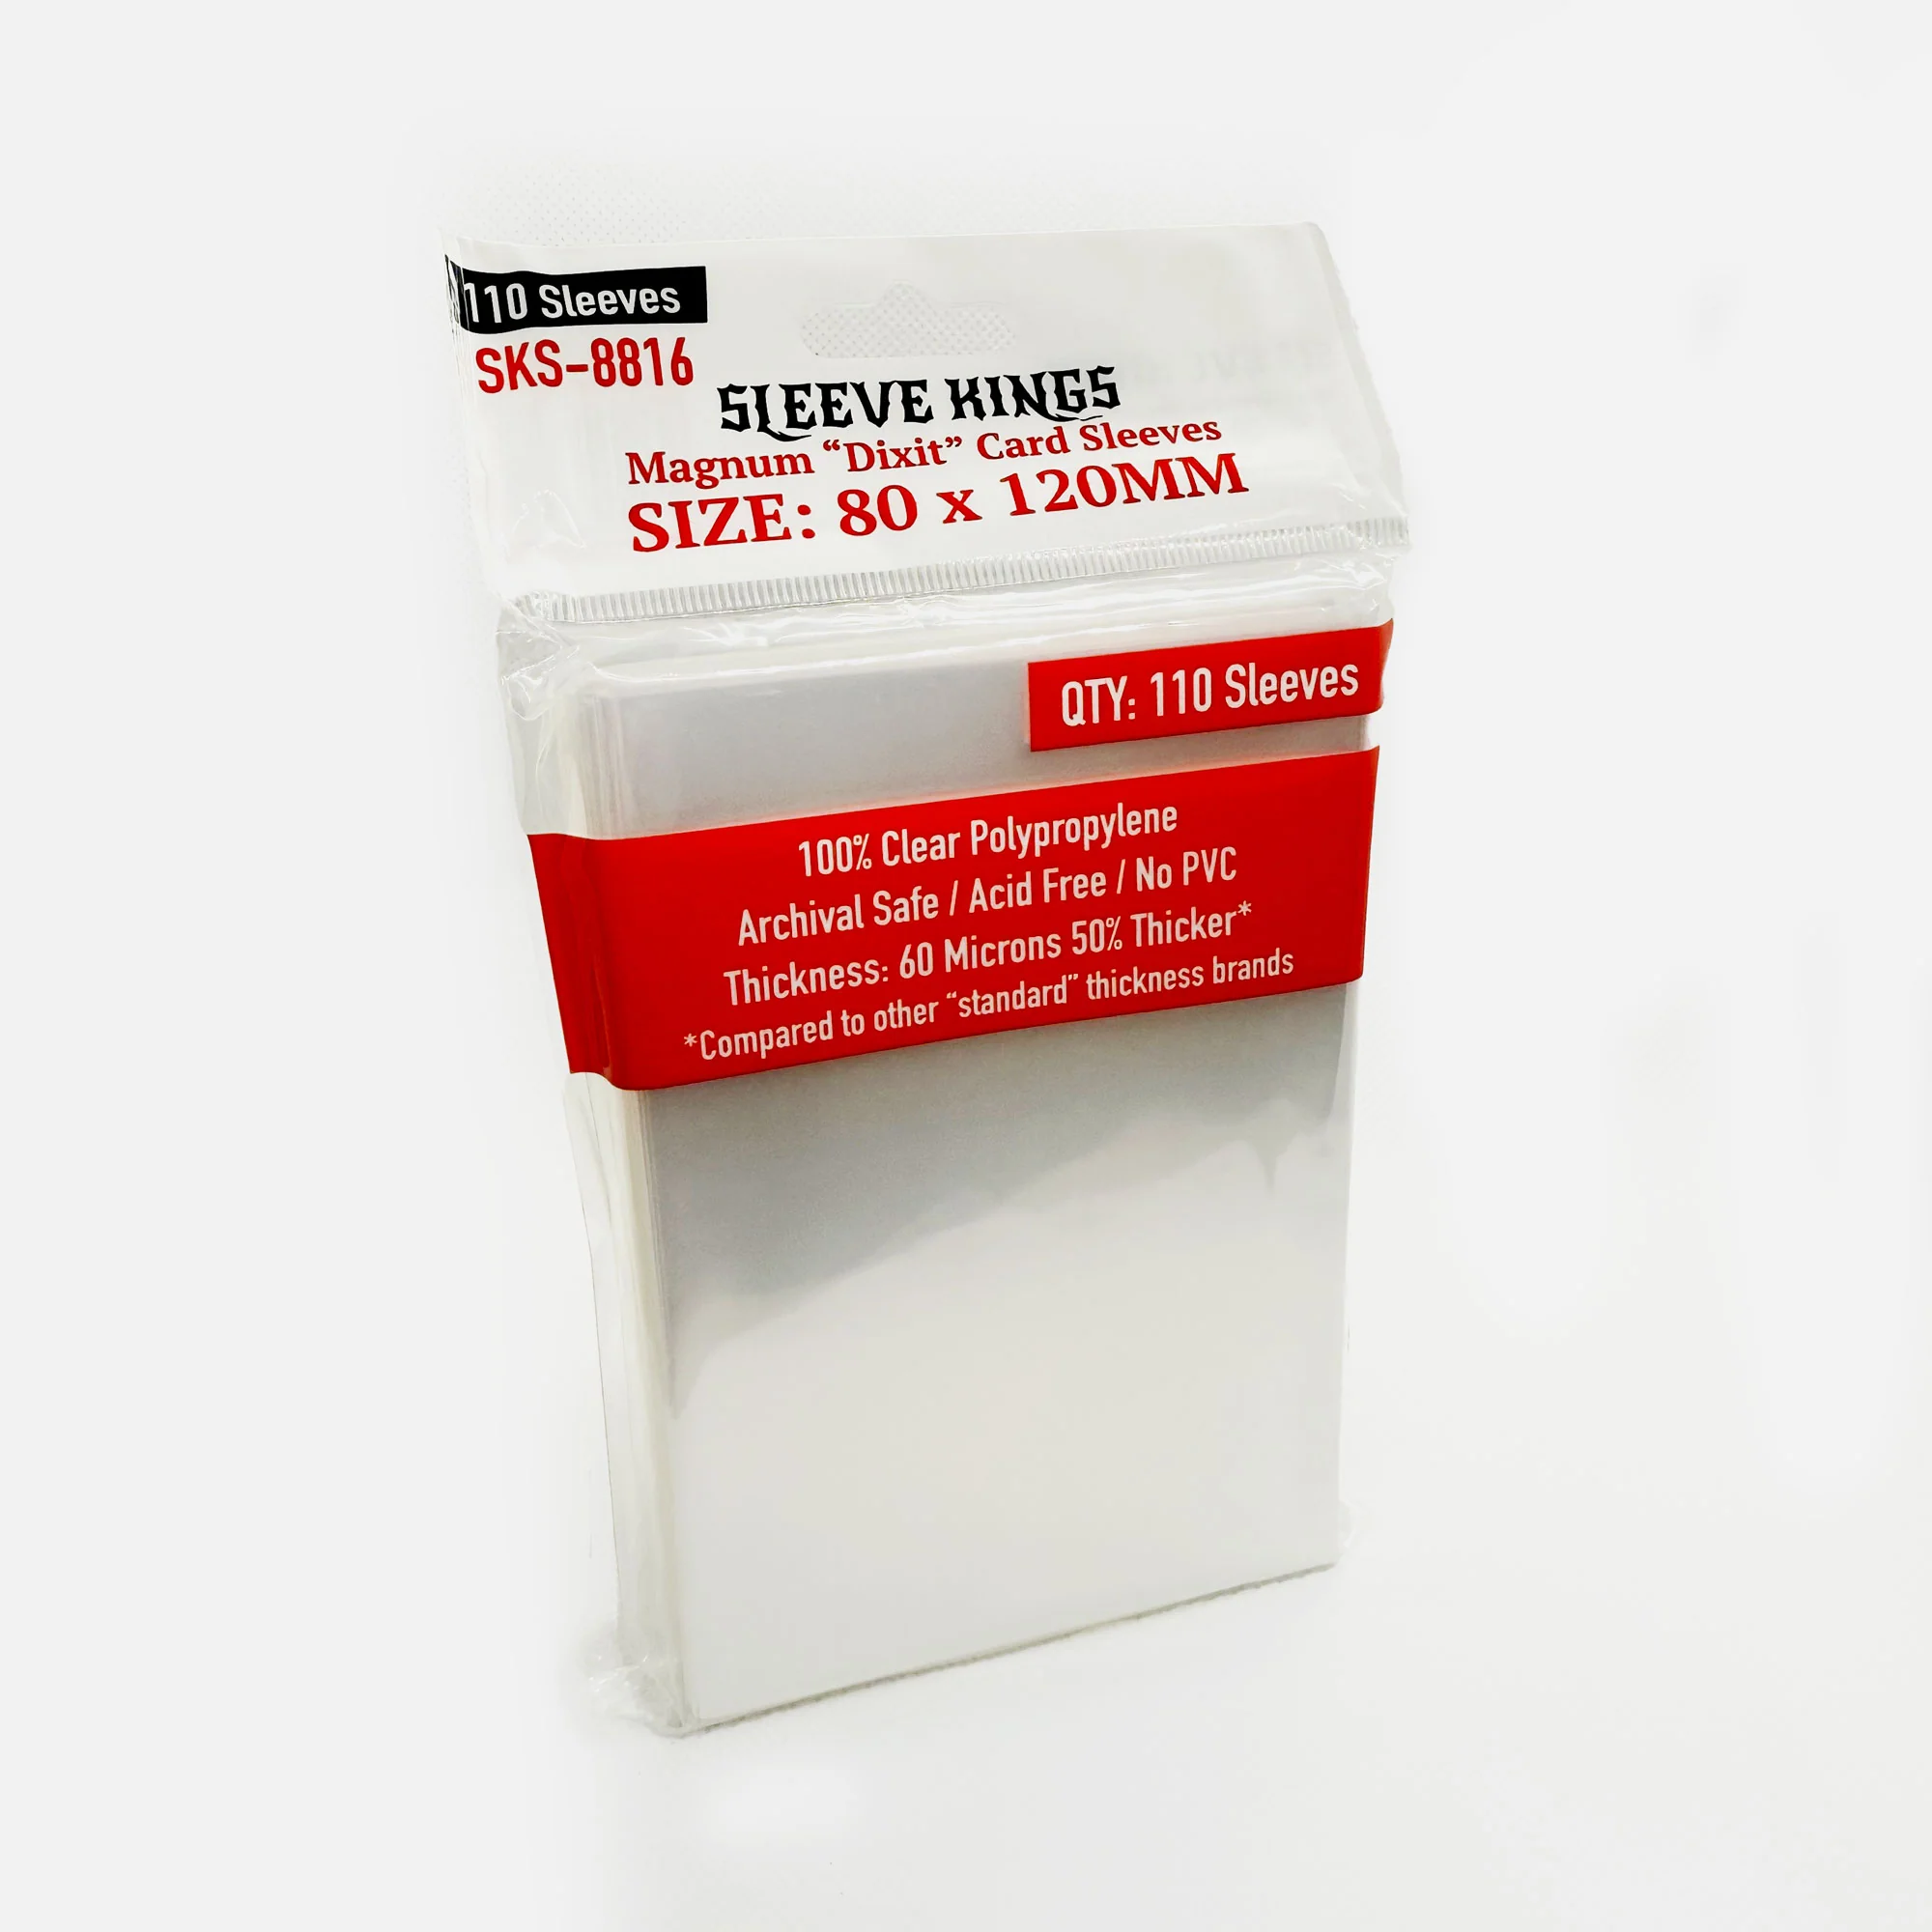 110 Sleeves
SKS-8816
SLEEVE KINGS
Magnum “Dixit” Card Sleeves
SIZE: 80 x 120MM
QTY: 110 Sleeves
100% Clear Polypropylene
Archival Safe / Acid Free / No PVC
Thickness: 60 Microns 50% Thicker*
*Compared to other “standard” thickness brands